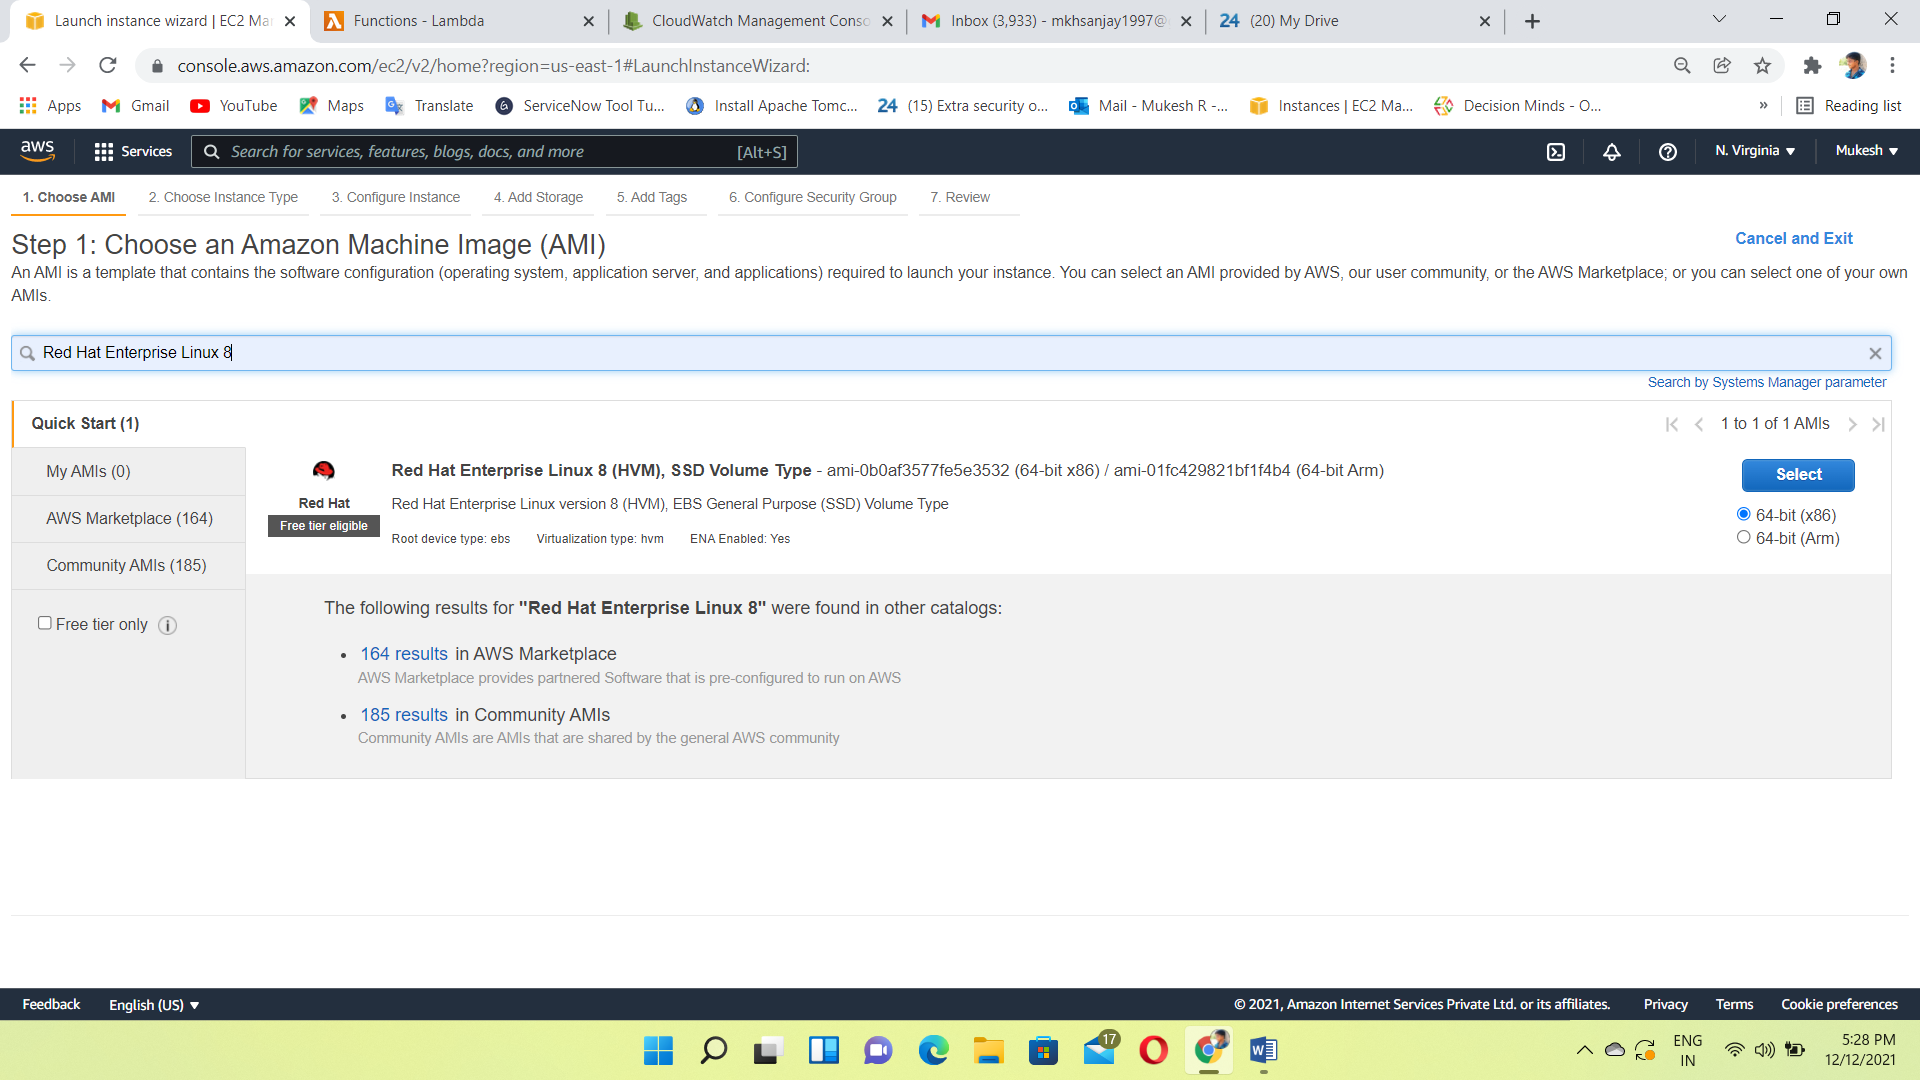 Launch instance wizard | EC2 Ma
Functions - Lambda
CloudWatch Management Conso
Inbox (3,933) - mkhsanjay1997@
24 (20) My Drive
console.aws.amazon.com/ec2/v2/home?region=us-east-1#LaunchInstanceWizard:
Apps
Gmail
YouTube
Maps
Translate
ServiceNow Tool Tu...
Install Apache Tomc...
24 (15) Extra security o...
Mail - Mukesh R -...
Instances | EC2 Ma...
Decision Minds - O...
»
Reading list
aws
Services
Search for services, features, blogs, docs, and more
[Alt+S]
N. Virginia
Mukesh
1. Choose AMI
2. Choose Instance Type
3. Configure Instance
4. Add Storage
5. Add Tags
6. Configure Security Group
7. Review
Step 1: Choose an Amazon Machine Image (AMI)
Cancel and Exit
An AMI is a template that contains the software configuration (operating system, application server, and applications) required to launch your instance. You can select an AMI provided by AWS, our user community, or the AWS Marketplace; or you can select one of your own
AMIs.
Red Hat Enterprise Linux 8
Search by Systems Manager parameter
Quick Start (1)
1 to 1 of 1 AMIs
My AMIs (0)
AWS Marketplace (164)
Community AMIs (185)
Free tier only
Red Hat
Free tier eligible
Red Hat Enterprise Linux 8 (HVM), SSD Volume Type - ami-0b0af3577fe5e3532 (64-bit x86) / ami-01fc429821bf1f4b4 (64-bit Arm)
Red Hat Enterprise Linux version 8 (HVM), EBS General Purpose (SSD) Volume Type
Root device type: ebs
Virtualization type: hvm
ENA Enabled: Yes
Select
64-bit (x86)
64-bit (Arm)
The following results for "Red Hat Enterprise Linux 8" were found in other catalogs:
• 164 results in AWS Marketplace
AWS Marketplace provides partnered Software that is pre-configured to run on AWS
• 185 results in Community AMIs
Community AMIs are AMIs that are shared by the general AWS community
Feedback
English (US)
© 2021, Amazon Internet Services Private Ltd. or its affiliates.
Privacy
Terms
Cookie preferences
17
ENG
IN
5:28 PM
12/12/2021